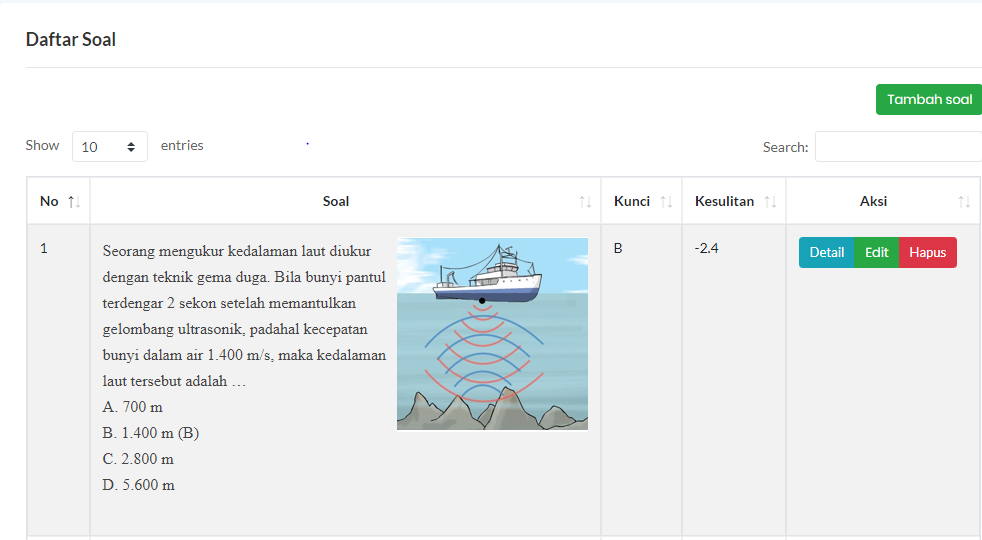 Daftar Soal
Tambah soal
Show 10 entries
Search:
No Soal Kunci Kesulitan Aksi
1
Seorang mengukur kedalaman laut diukur
dengan teknik gema duga. Bila bunyi pantul
terdengar 2 sekon setelah memantulkan
gelombang ultrasonik, padahal kecepatan
bunyi dalam air 1.400 m/s, maka kedalaman
laut tersebut adalah …
A. 700 m
B. 1.400 m (B)
C. 2.800 m
D. 5.600 m
B
-2.4
Detail Edit Hapus